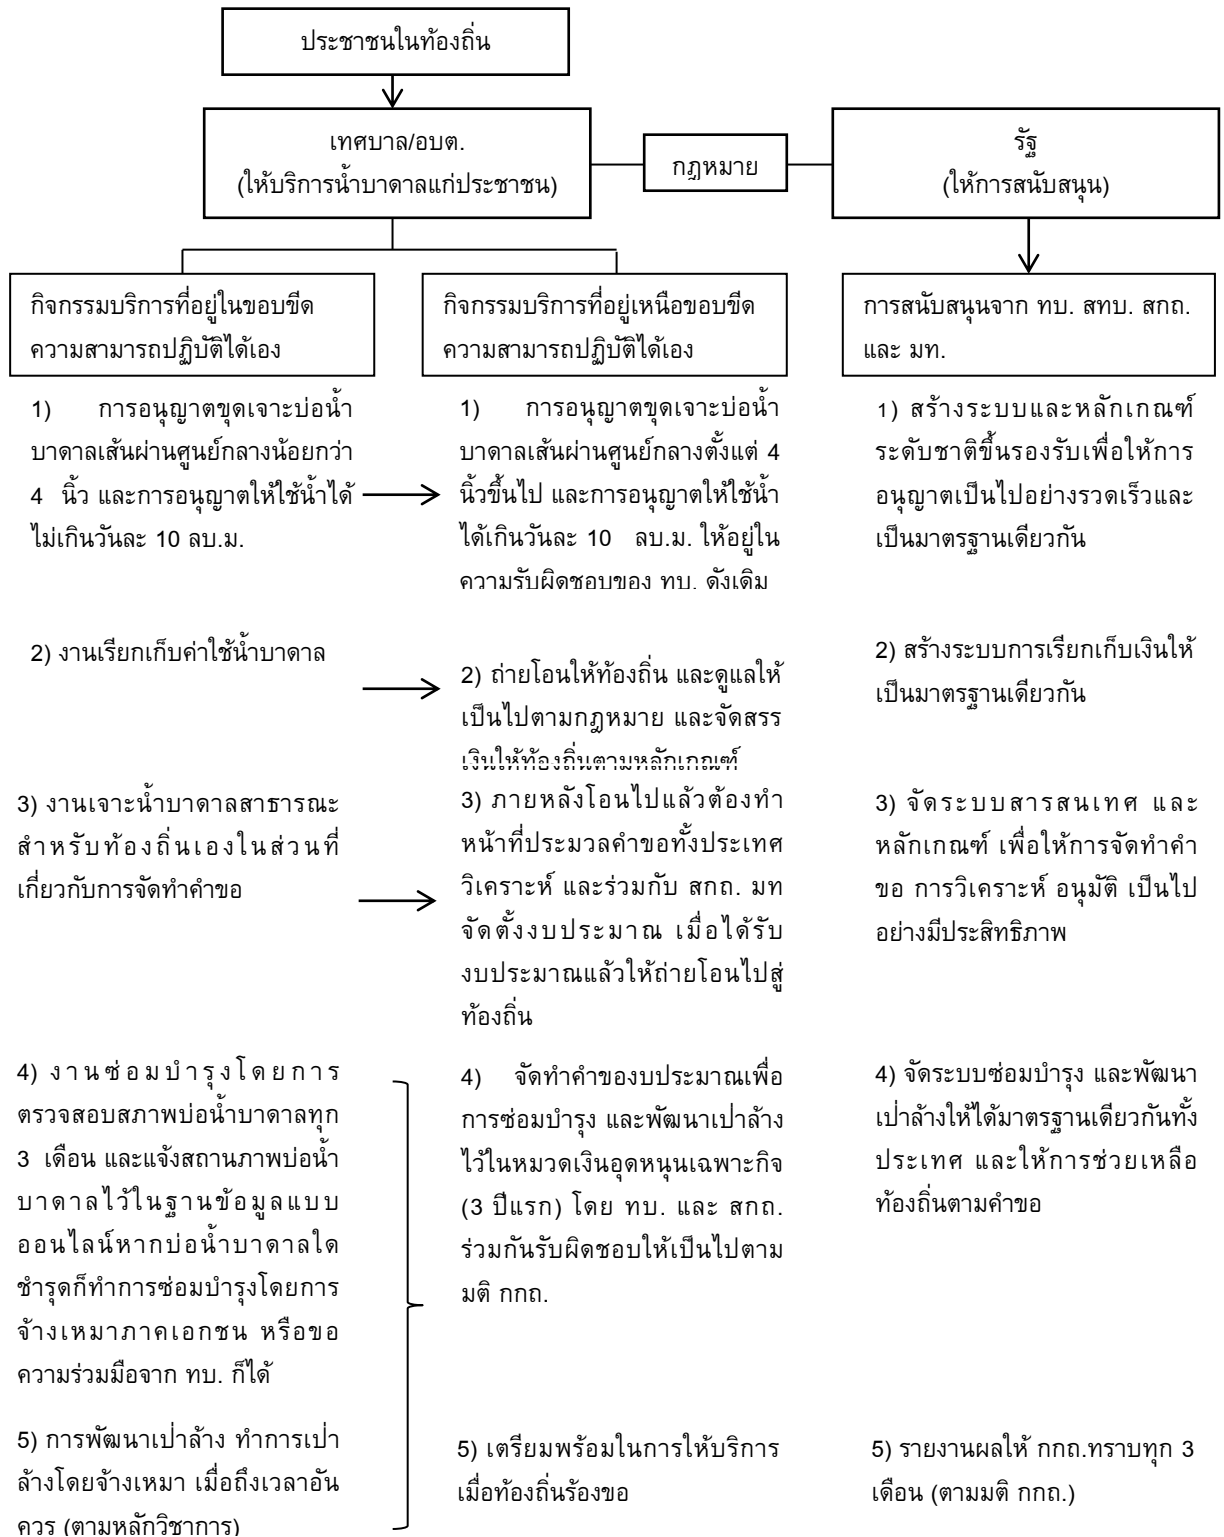 ประชาชนในท้องถิ่น
เทศบาล/อบต.
(ให้บริการน้ำบาดาลแก่ประชาชน)
กฎหมาย
รัฐ
(ให้การสนับสนุน)
กิจกรรมบริการที่อยู่ในขอบขีด
ความสามารถปฏิบัติได้เอง
กิจกรรมบริการที่อยู่เหนือขอบขีด
ความสามารถปฏิบัติได้เอง
การสนับสนุนจาก ทบ. สทบ. สกถ.
และ มท.
1) การอนุญาตขุดเจาะบ่อน้ำ
บาดาลเส้นผ่านศูนย์กลางน้อยกว่า
4 นิ้ว และการอนุญาตให้ใช้น้ำได้
ไม่เกินวันละ 10 ลบ.ม.
1) การอนุญาตขุดเจาะบ่อน้ำ
บาดาลเส้นผ่านศูนย์กลางตั้งแต่ 4
นิ้วขึ้นไป และการอนุญาตให้ใช้น้ำ
ได้เกินวันละ 10 ลบ.ม. ให้อยู่ใน
ความรับผิดชอบของ ทบ. ดังเดิม
1) สร้างระบบและหลักเกณฑ์
ระดับชาติขึ้นรองรับเพื่อให้การ
อนุญาตเป็นไปอย่างรวดเร็วและ
เป็นมาตรฐานเดียวกัน
2) งานเรียกเก็บค่าใช้น้ำบาดาล
2) ถ่ายโอนให้ท้องถิ่น และดูแลให้
เป็นไปตามกฎหมาย และจัดสรร
เงินให้ท้องถิ่นตามหลักเกณฑ์
2) สร้างระบบการเรียกเก็บเงินให้
เป็นมาตรฐานเดียวกัน
3) งานเจาะน้ำบาดาลสาธารณะ
สำหรับท้องถิ่นเองในส่วนที่
เกี่ยวกับการจัดทำคำขอ
3) ภายหลังโอนไปแล้วต้องทำ
หน้าที่ประมวลคำขอทั้งประเทศ
วิเคราะห์ และร่วมกับ สกถ. มท
จัดตั้งงบประมาณ เมื่อได้รับ
งบประมาณแล้วให้ถ่ายโอนไปสู่
ท้องถิ่น
3) จัดระบบสารสนเทศ และ
หลักเกณฑ์ เพื่อให้การจัดทำคำ
ขอ การวิเคราะห์ อนุมัติ เป็นไป
อย่างมีประสิทธิภาพ
4) งานซ่อมบำรุงโดยการ
ตรวจสอบสภาพบ่อน้ำบาดาลทุก
3 เดือน และแจ้งสถานภาพบ่อน้ำ
บาดาลไว้ในฐานข้อมูลแบบ
ออนไลน์หากบ่อน้ำบาดาลใด
ชำรุดก็ทำการซ่อมบำรุงโดยการ
จ้างเหมาภาคเอกชน หรือขอ
ความร่วมมือจาก ทบ. ก็ได้
4) จัดทำคำของบประมาณเพื่อ
การซ่อมบำรุง และพัฒนาเป่าล้าง
ไว้ในหมวดเงินอุดหนุนเฉพาะกิจ
(3 ปีแรก) โดย ทบ. และ สกถ.
ร่วมกันรับผิดชอบให้เป็นไปตาม
มติ กกถ.
4) จัดระบบซ่อมบำรุง และพัฒนา
เป่าล้างให้ได้มาตรฐานเดียวกันทั้ง
ประเทศ และให้การช่วยเหลือ
ท้องถิ่นตามคำขอ
5) การพัฒนาเป่าล้าง ทำการเป่า
ล้างโดยจ้างเหมา เมื่อถึงเวลาอัน
ควร (ตามหลักวิชาการ)
5) เตรียมพร้อมในการให้บริการ
เมื่อท้องถิ่นร้องขอ
5) รายงานผลให้ กกถ.ทราบทุก 3
เดือน (ตามมติ กกถ.)